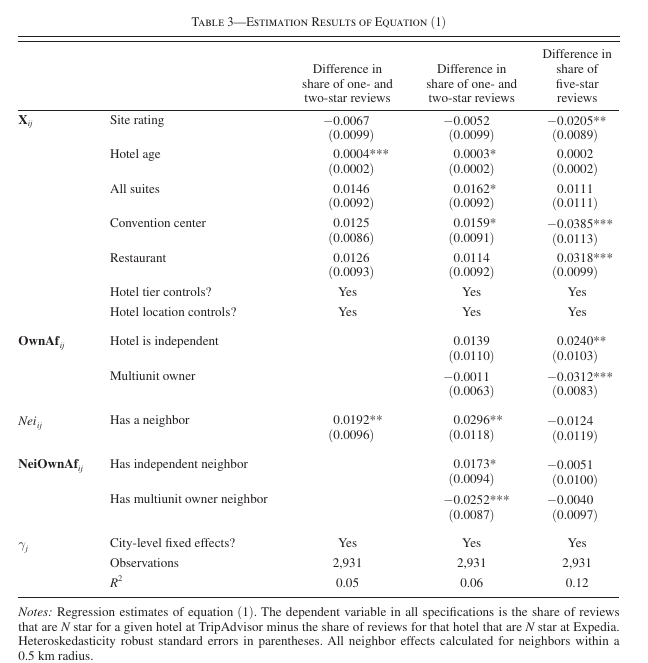 TABLE 3—ESTIMATION RESULTS OF EQUATION (1)
Difference in share of one- and two-star reviews Difference in share of one- and two-star reviews Difference in share of five-star reviews
X_ij Site rating −0.0067 −0.0052 −0.0205**
(0.0099) (0.0099) (0.0089)
Hotel age 0.0004*** 0.0003* 0.0002
(0.0002) (0.0002) (0.0002)
All suites 0.0146 0.0162* 0.0111
(0.0092) (0.0092) (0.0111)
Convention center 0.0125 0.0159* −0.0385***
(0.0086) (0.0091) (0.0113)
Restaurant 0.0126 0.0114 0.0318***
(0.0093) (0.0092) (0.0099)
Hotel tier controls? Yes Yes Yes
Hotel location controls? Yes Yes Yes
OwnAf_ij Hotel is independent 0.0139 0.0240**
(0.0110) (0.0103)
Multiunit owner −0.0011 −0.0312***
(0.0063) (0.0083)
Nei_ij Has a neighbor 0.0192** 0.0296** −0.0124
(0.0096) (0.0118) (0.0119)
NeiOwnAf_ij Has independent neighbor 0.0173* −0.0051
(0.0094) (0.0100)
Has multiunit owner neighbor −0.0252*** −0.0040
(0.0087) (0.0097)
γ_j City-level fixed effects? Yes Yes Yes
Observations 2,931 2,931 2,931
R² 0.05 0.06 0.12
Notes: Regression estimates of equation (1). The dependent variable in all specifications is the share of reviews
that are N star for a given hotel at TripAdvisor minus the share of reviews for that hotel that are N star at Expedia.
Heteroskedasticity robust standard errors in parentheses. All neighbor effects calculated for neighbors within a
0.5 km radius.